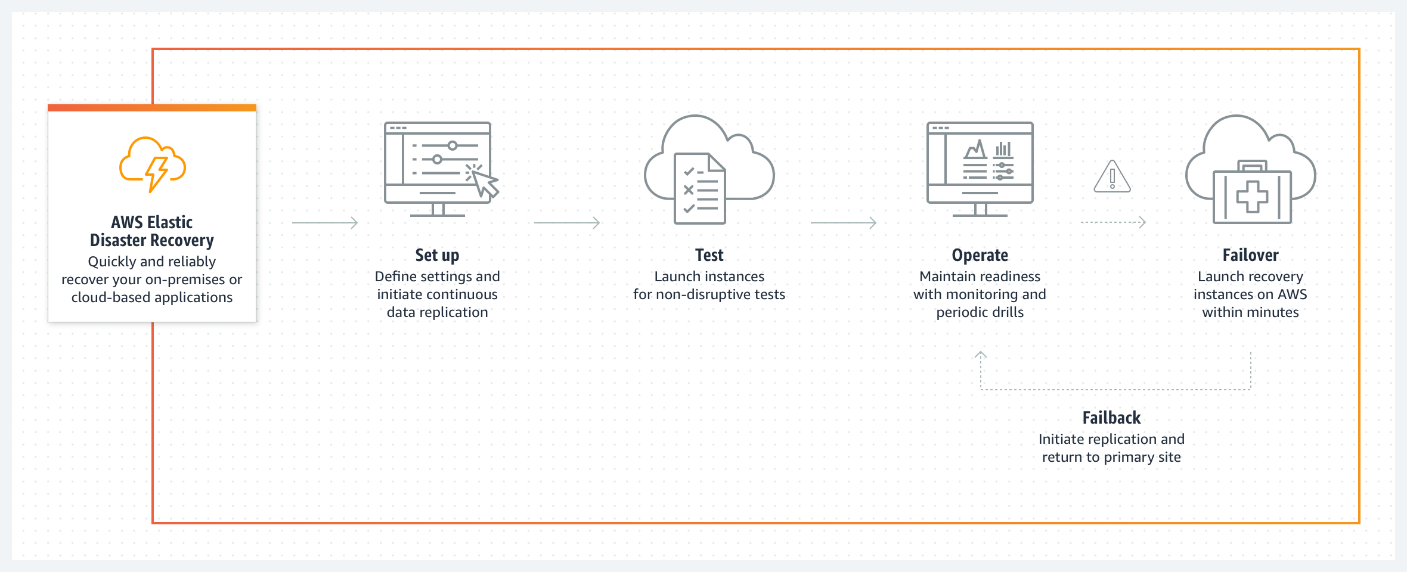 AWS Elastic
Disaster Recovery
Quickly and reliably
recover your on-premises or
cloud-based applications
Set up
Define settings and
initiate continuous
data replication
Test
Launch instances
for non-disruptive tests
Operate
Maintain readiness
with monitoring and
periodic drills
Failover
Launch recovery
instances on AWS
within minutes
Failback
Initiate replication and
return to primary site